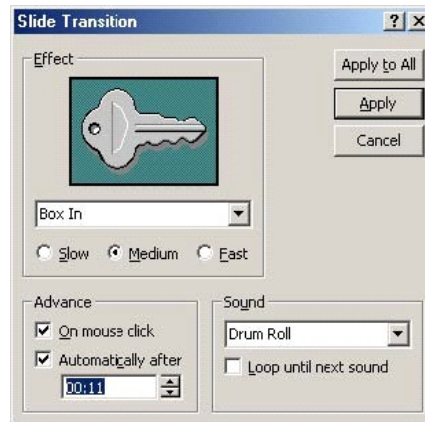 Slide Transition
Effect
Apply to All
Apply
Cancel
Box In
Slow Medium Fast
Advance
On mouse click
Automatically after
00:11
Sound
Drum Roll
Loop until next sound